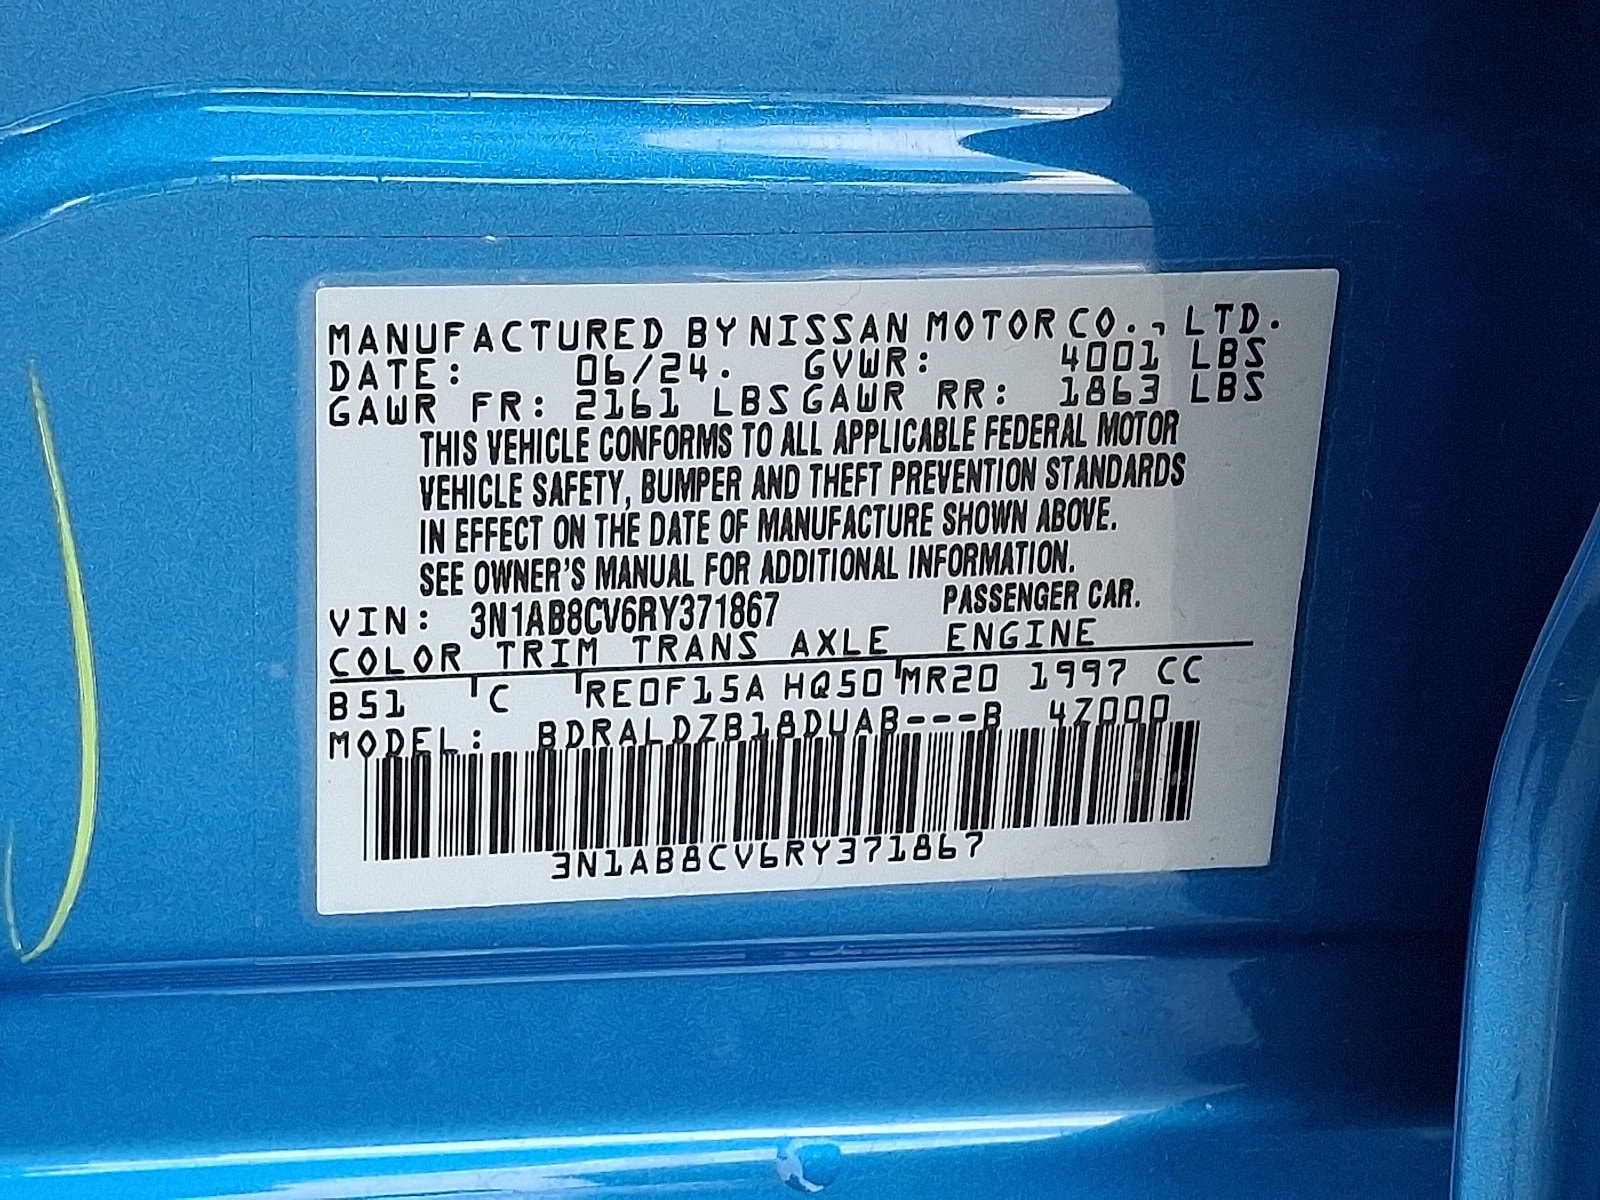 MANUFACTURED BY NISSAN MOTOR CO., LTD.
DATE: 06/24. GVWR: 4001 LBS
GAWR FR: 2161 LBS GAWR RR: 1863 LBS
THIS VEHICLE CONFORMS TO ALL APPLICABLE FEDERAL MOTOR
VEHICLE SAFETY, BUMPER AND THEFT PREVENTION STANDARDS
IN EFFECT ON THE DATE OF MANUFACTURE SHOWN ABOVE.
SEE OWNER'S MANUAL FOR ADDITIONAL INFORMATION.
VIN: 3N1AB8CV6RY371867 PASSENGER CAR.
COLOR TRIM TRANS AXLE ENGINE
B51 C RE0F15A HQ50 MR20 1997 CC
MODEL: BDRALDZB18DUAB---B 4Z000
3N1AB8CV6RY371867